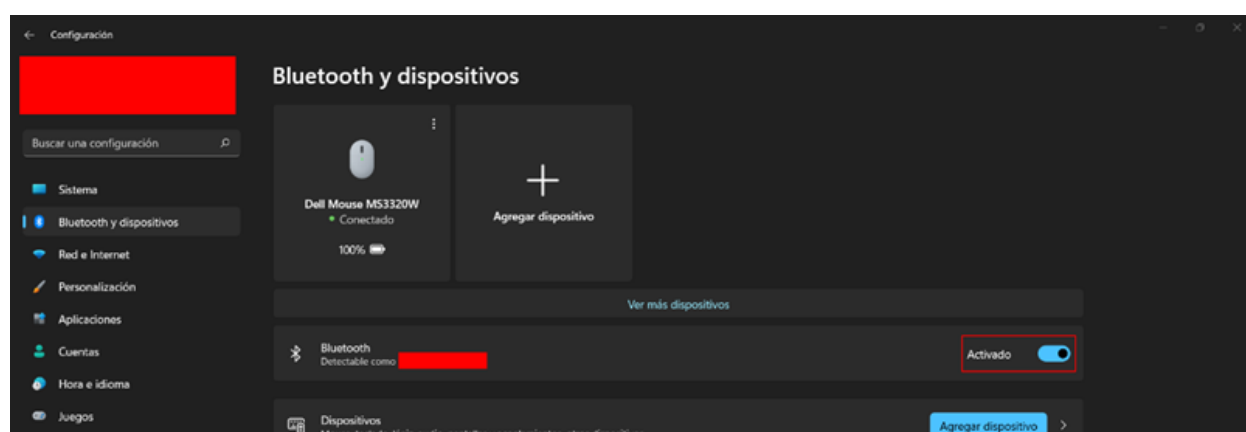 Configuración
Bluetooth y dispositivos
Buscar una configuración
Dell Mouse MS3320W
Conectado
100%
Agregar dispositivo
Sistema
Bluetooth y dispositivos
Red e Internet
Personalización
Aplicaciones
Cuentas
Hora e idioma
Juegos
Ver más dispositivos
Bluetooth
Detectable como
Activado
Dispositivos
Agregar dispositivo